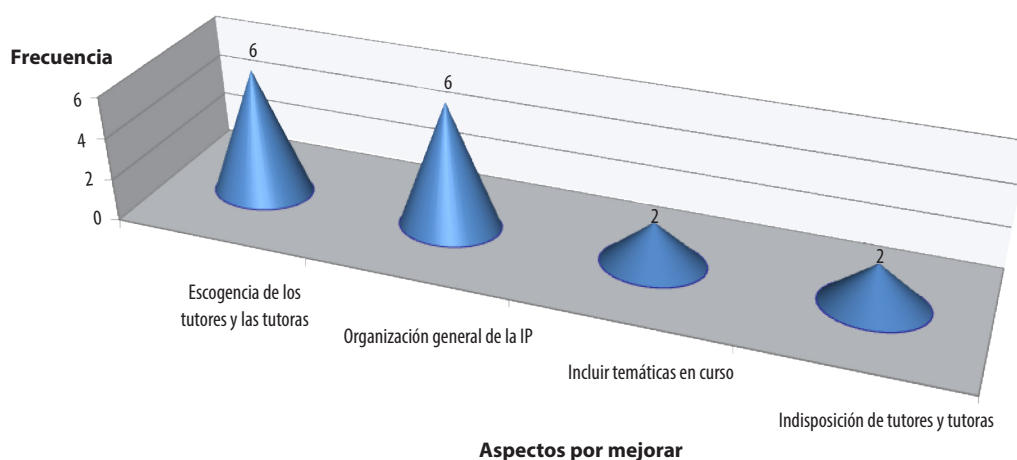 Frecuencia
6
4
2
0
6
6
2
2
Escogencia de los
tutores y las tutoras
Organización general de la IP
Incluir temáticas en curso
Indisposición de tutores y tutoras
Aspectos por mejorar